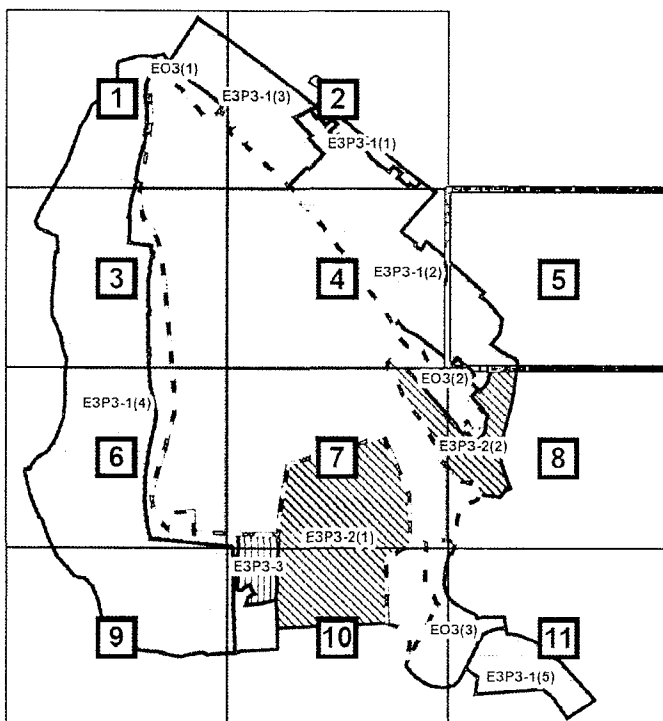 EO3(1)
1
E3P3-1(3)
2
E3P3-1(1)
3
4
E3P3-1(2)
5
EO3(2)
E3P3-1(4)
6
7
E3P3-2(2)
8
E3P3-2(1)
E3P3-3
9
10
EO3(3)
11
E3P3-1(5)